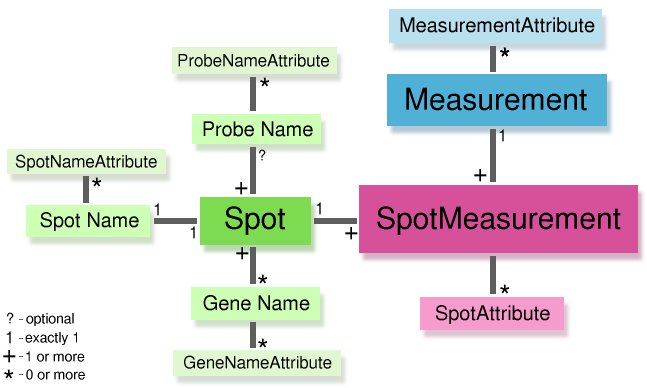 MeasurementAttribute
*
ProbeNameAttribute
*
Measurement
1
Probe Name
?
SpotNameAttribute
*
+
+
Spot Name
1
1
Spot
1
+
SpotMeasurement
+
*
*
Gene Name
SpotAttribute
*
GeneNameAttribute
? - optional
1 - exactly 1
+ - 1 or more
* - 0 or more